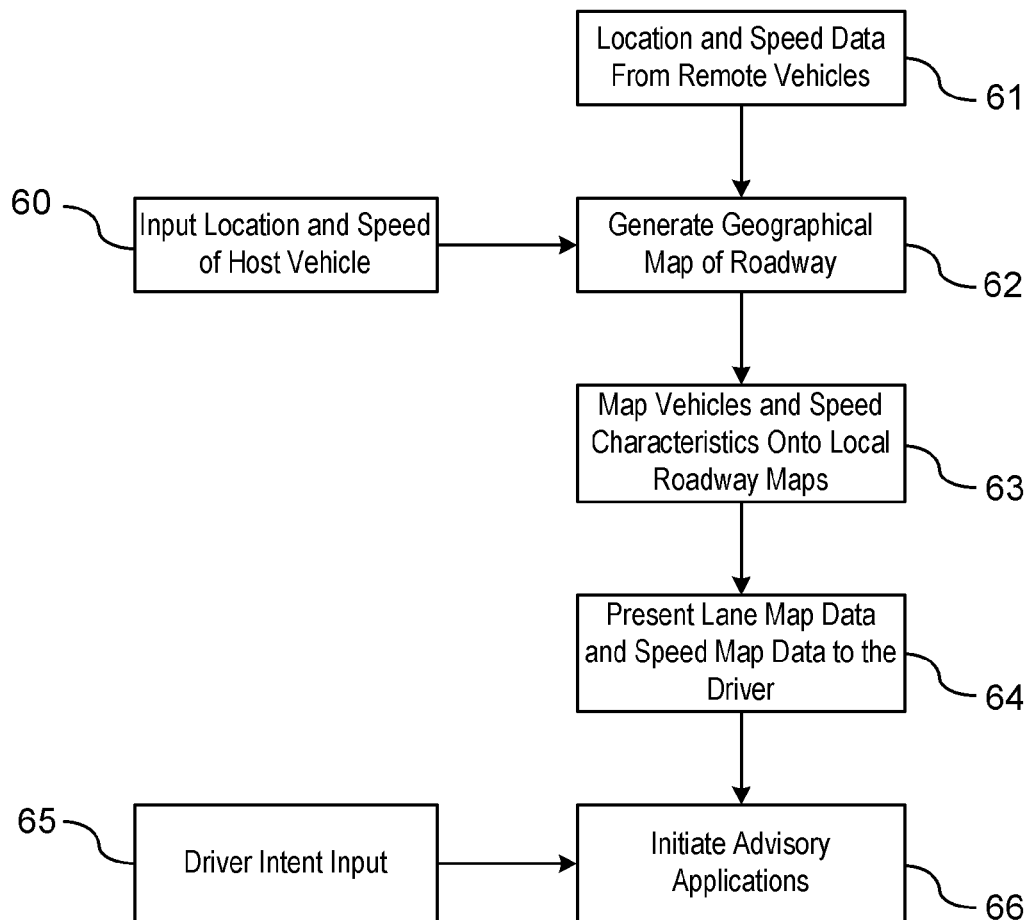 Location and Speed Data
From Remote Vehicles
61
60
Input Location and Speed
of Host Vehicle
Generate Geographical
Map of Roadway
62
Map Vehicles and Speed
Characteristics Onto Local
Roadway Maps
63
Present Lane Map Data
and Speed Map Data to the
Driver
64
65
Driver Intent Input
Initiate Advisory
Applications
66